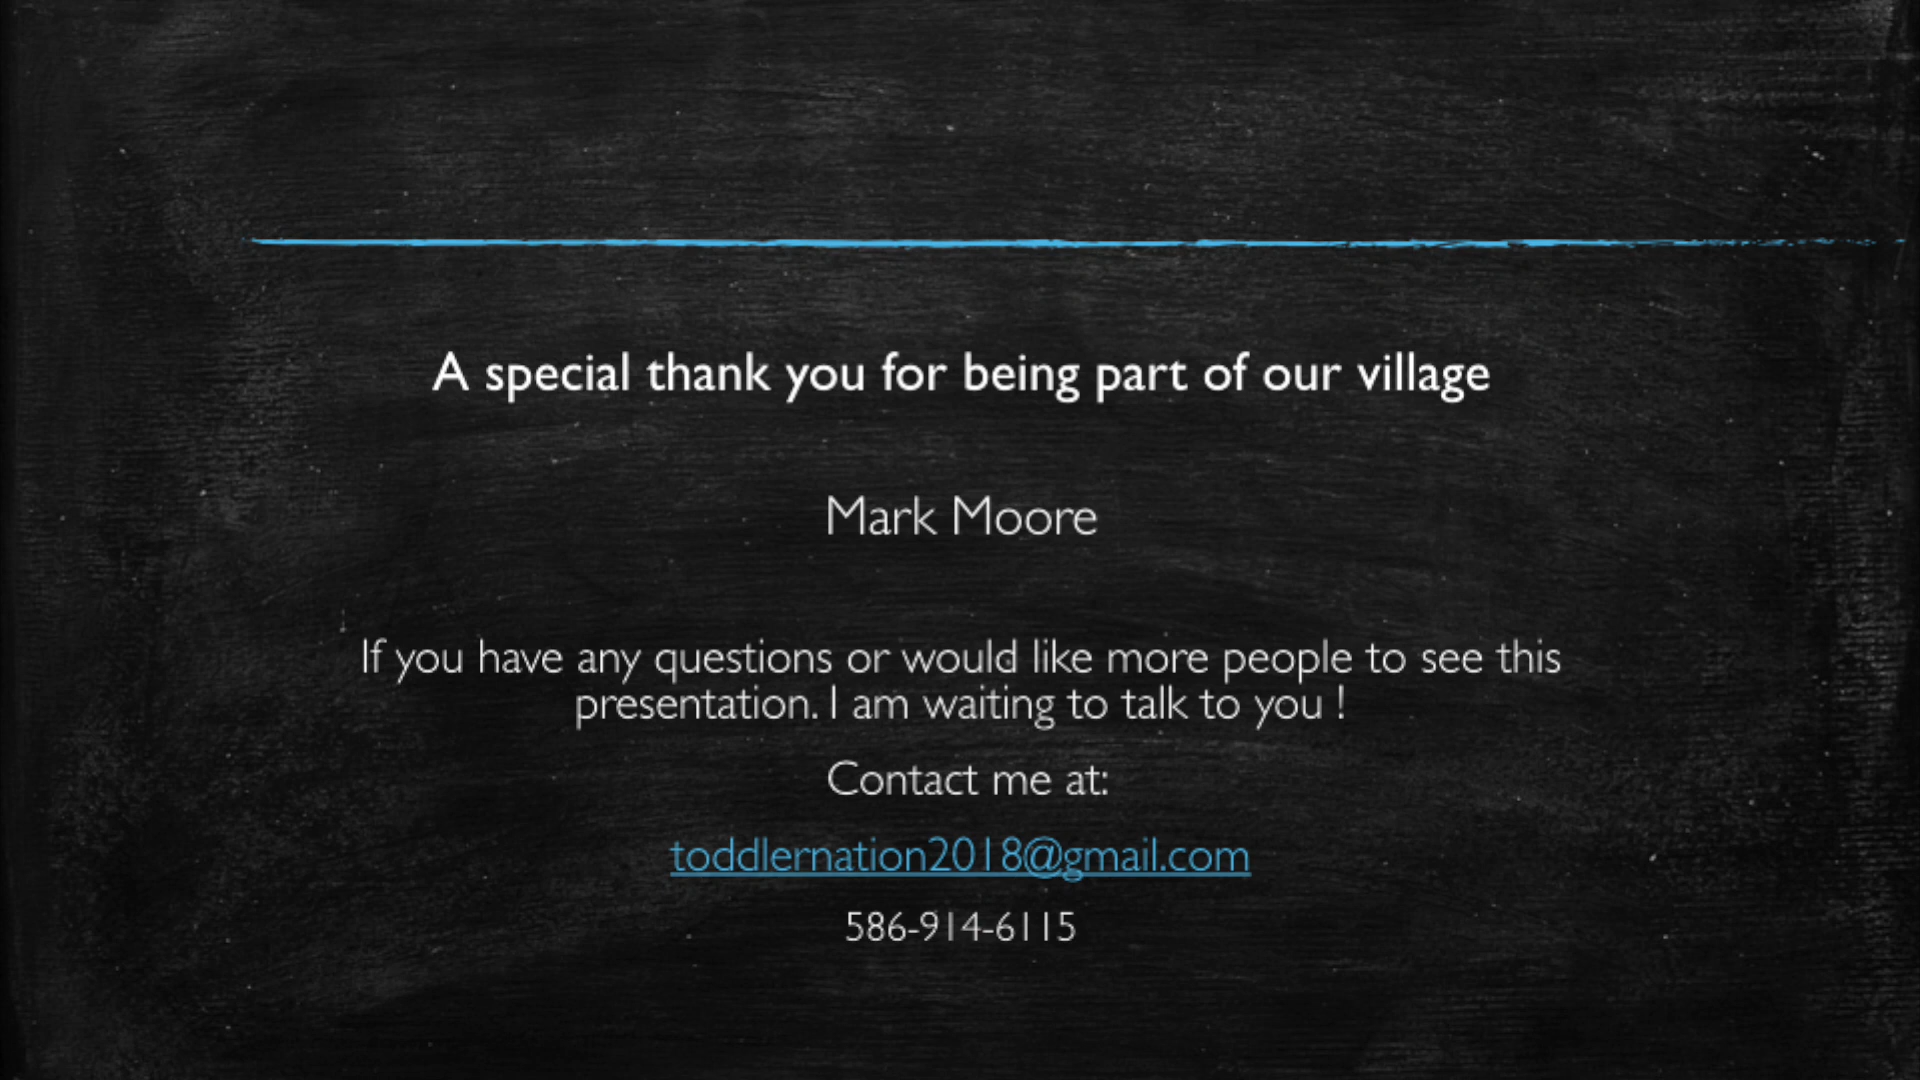 A special thank you for being part of our village
Mark Moore
If you have any questions or would like more people to see this
presentation. I am waiting to talk to you !
Contact me at:
toddlernation2018@gmail.com
586-914-6115